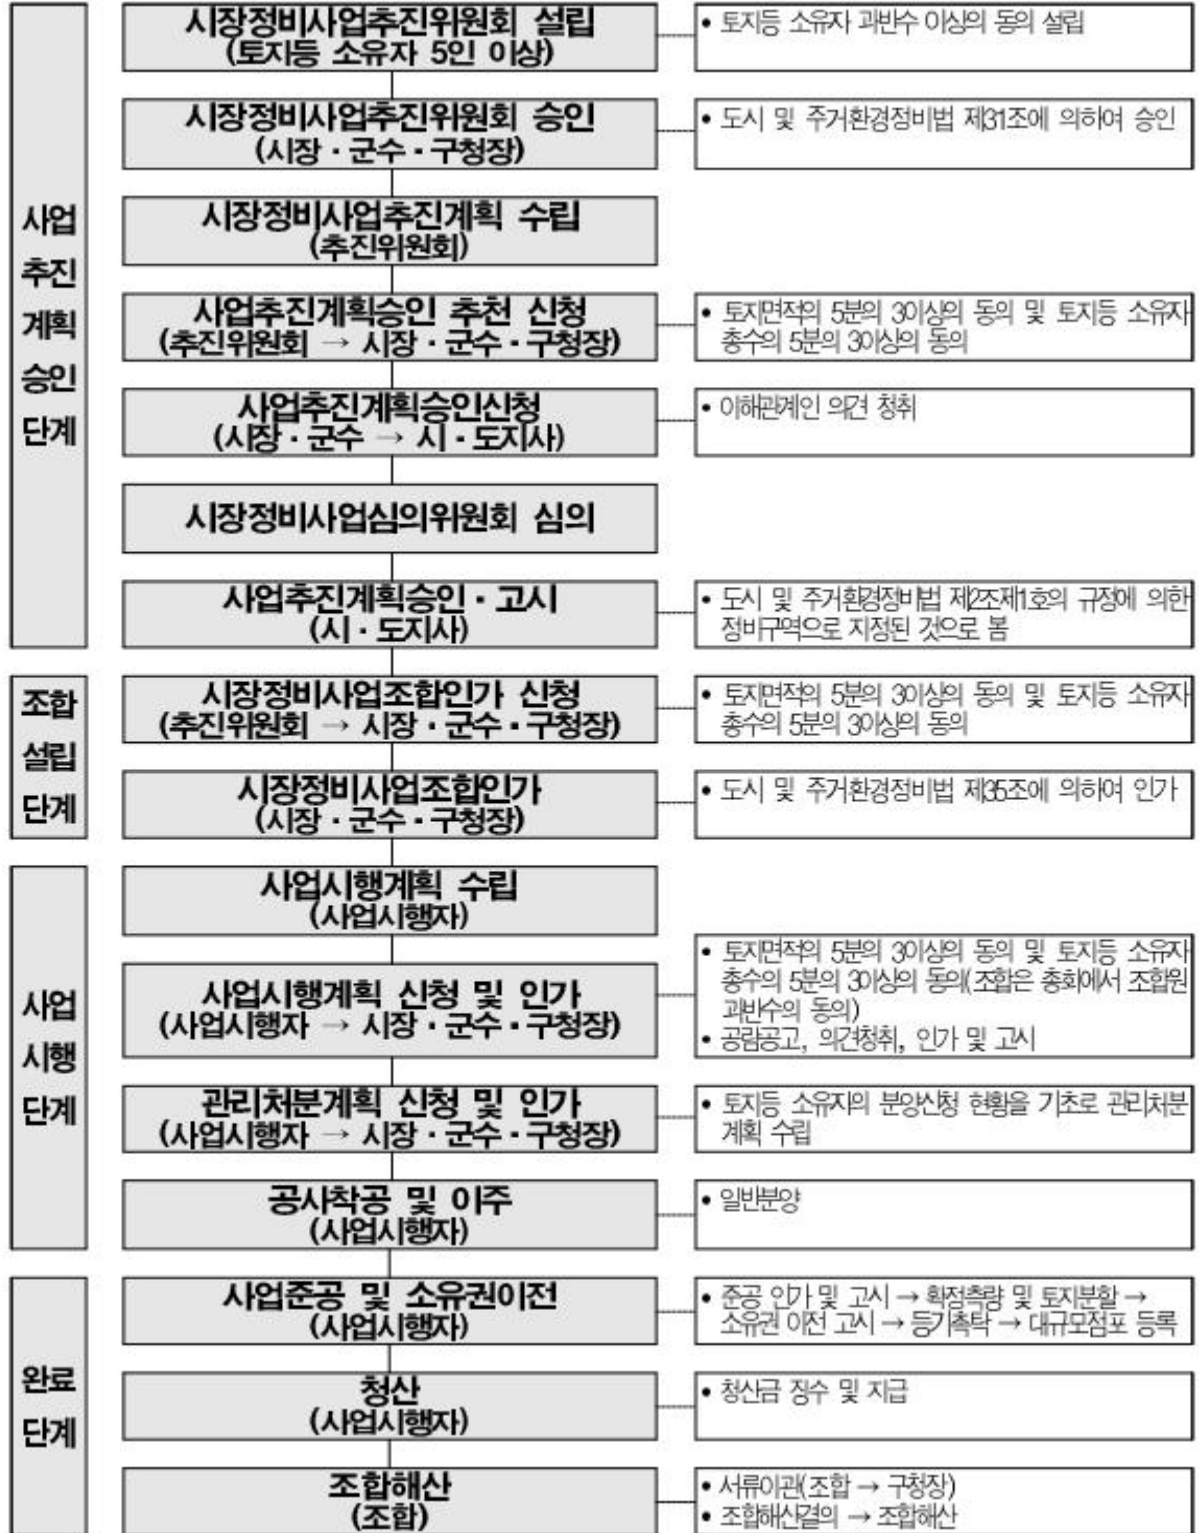 사업
추진
계획
승인
단계
시장정비사업추진위원회 설립
(토지등 소유자 5인 이상)
• 토지등 소유자 과반수 이상의 동의 설립
시장정비사업추진위원회 승인
(시장·군수·구청장)
• 도시 및 주거환경정비법 제31조에 의하여 승인
시장정비사업추진계획 수립
(추진위원회)
사업추진계획승인 추천 신청
(추진위원회 → 시장·군수·구청장)
• 토지면적의 5분의 3이상의 동의 및 토지등 소유자
총수의 5분의 3이상의 동의
사업추진계획승인신청
(시장·군수 → 시·도지사)
• 이해관계인 의견 청취
시장정비사업심의위원회 심의
사업추진계획승인·고시
(시·도지사)
• 도시 및 주거환경정비법 제2조제1호의 규정에 의한
정비구역으로 지정된 것으로 봄
조합
설립
단계
시장정비사업조합인가 신청
(추진위원회 → 시장·군수·구청장)
• 토지면적의 5분의 3이상의 동의 및 토지등 소유자
총수의 5분의 3이상의 동의
시장정비사업조합인가
(시장·군수·구청장)
• 도시 및 주거환경정비법 제35조에 의하여 인가
사업
시행
단계
사업시행계획 수립
(사업시행자)
사업시행계획 신청 및 인가
(사업시행자 → 시장·군수·구청장)
• 토지면적의 5분의 3이상의 동의 및 토지등 소유자
총수의 5분의 3이상의 동의(조합은 총회에서 조합원
과반수의 동의)
• 공람공고, 의견청취, 인가 및 고시
관리처분계획 신청 및 인가
(사업시행자 → 시장·군수·구청장)
• 토지등 소유자의 분양신청 현황을 기초로 관리처분
계획 수립
공사착공 및 이주
(사업시행자)
• 일반분양
완료
단계
사업준공 및 소유권이전
(사업시행자)
• 준공 인가 및 고시 → 확정측량 및 토지분할 →
소유권 이전 고시 → 등기촉탁 → 대규모점포 등록
청산
(사업시행자)
• 청산금 징수 및 지급
조합해산
(조합)
• 서류이관(조합 → 구청장)
• 조합해산결의 → 조합해산